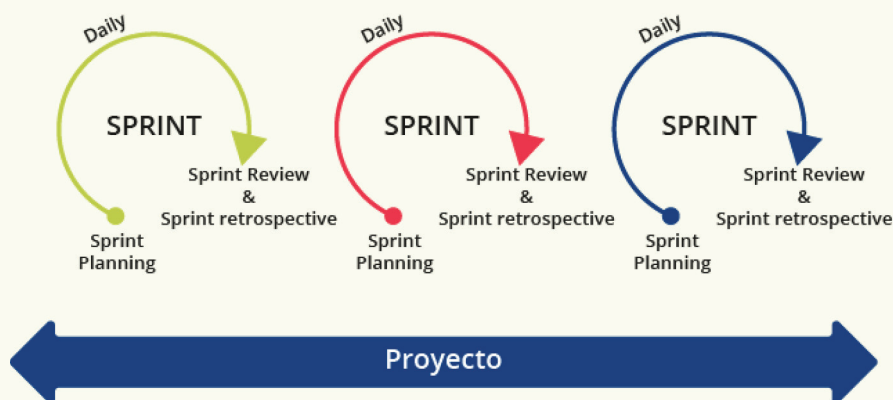 Daily
SPRINT
Sprint Review
&
Sprint retrospective
Sprint
Planning
Daily
SPRINT
Sprint Review
&
Sprint retrospective
Sprint
Planning
Daily
SPRINT
Sprint Review
&
Sprint retrospective
Sprint
Planning
Proyecto